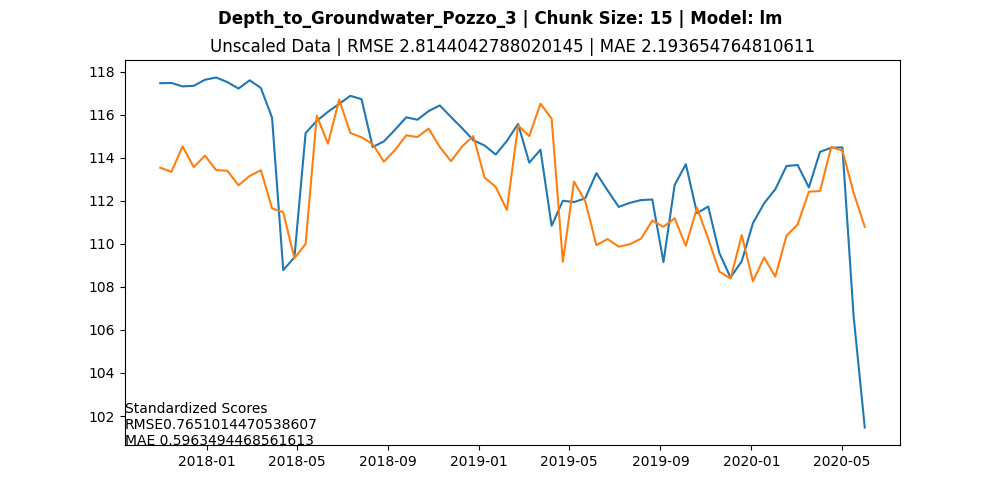 Depth_to_Groundwater_Pozzo_3 | Chunk Size: 15 | Model: lm
Unscaled Data | RMSE 2.8144042788020145 | MAE 2.193654764810611
118
116
114
112
110
108
106
104
102
Standardized Scores
RMSE0.7651014470538607
MAE 0.5963494468561613
2018-01 2018-05 2018-09 2019-01 2019-05 2019-09 2020-01 2020-05